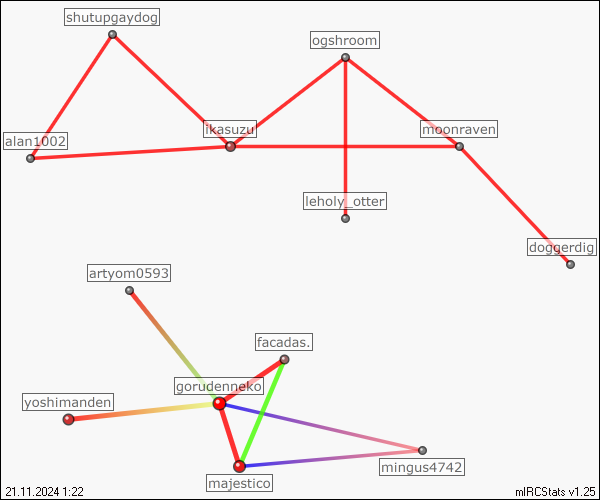 shutupgaydog
ogshroom
ikasuzu
moonraven
alan1002
leholy_otter
doggerdig
artyom0593
facadas.
gorudenneko
yoshimanden
mingus4742
majestico
21.11.2024 1:22
mIRCStats v1.25